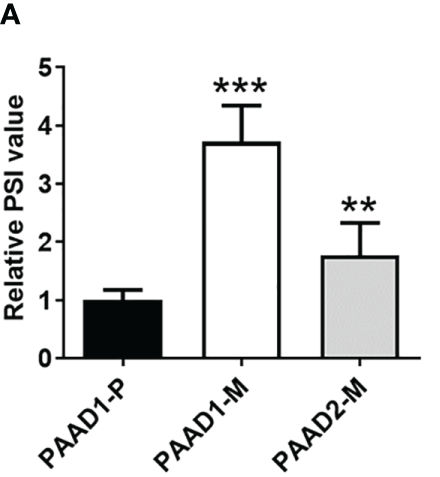 A
Relative PSI value
5
4
3
2
1
0
***
**
PAAD1-P
PAAD1-M
PAAD2-M